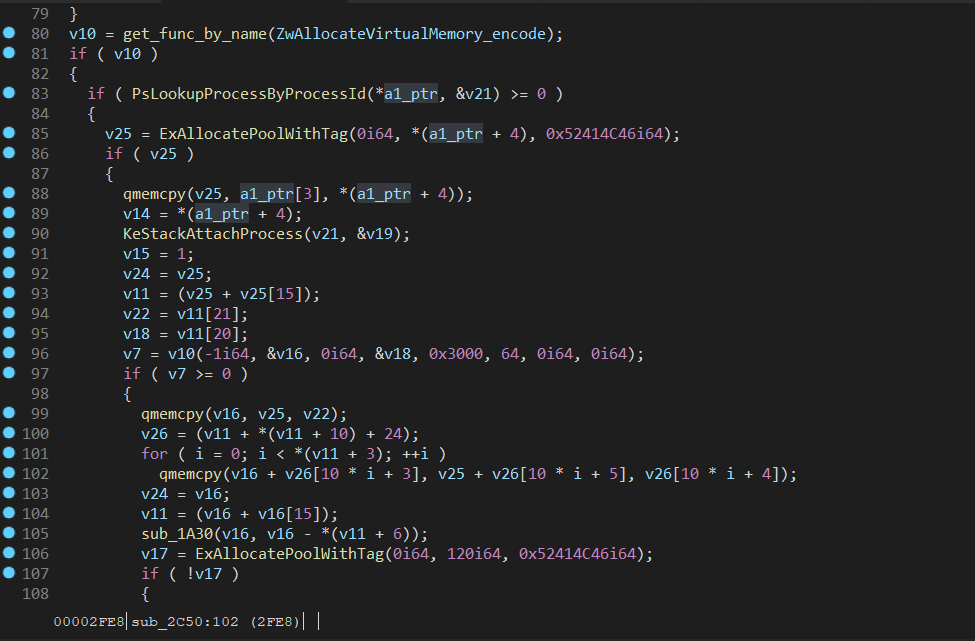 79 }
80 v10 = get_func_by_name(ZwAllocateVirtualMemory_encode);
81 if ( v10 )
82 {
83 if ( PsLookupProcessByProcessId(*a1_ptr, &v21) >= 0 )
84 {
85 v25 = ExAllocatePoolWithTag(0i64, *(a1_ptr + 4), 0x52414C46i64);
86 if ( v25 )
87 {
88 qmemcpy(v25, a1_ptr[3], *(a1_ptr + 4));
89 v14 = *(a1_ptr + 4);
90 KeStackAttachProcess(v21, &v19);
91 v15 = 1;
92 v24 = v25;
93 v11 = (v25 + v25[15]);
94 v22 = v11[21];
95 v18 = v11[20];
96 v7 = v10(-1i64, &v16, 0i64, &v18, 0x3000, 64, 0i64, 0i64);
97 if ( v7 >= 0 )
98 {
99 qmemcpy(v16, v25, v22);
100 v26 = (v11 + *(v11 + 10) + 24);
101 for ( i = 0; i < *(v11 + 3); ++i )
102 qmemcpy(v16 + v26[10 * i + 3], v25 + v26[10 * i + 5], v26[10 * i + 4]);
103 v24 = v16;
104 v11 = (v16 + v16[15]);
105 sub_1A30(v16, v16 - *(v11 + 6));
106 v17 = ExAllocatePoolWithTag(0i64, 120i64, 0x52414C46i64);
107 if ( !v17 )
108 {
00002FE8 sub_2C50:102 (2FE8)